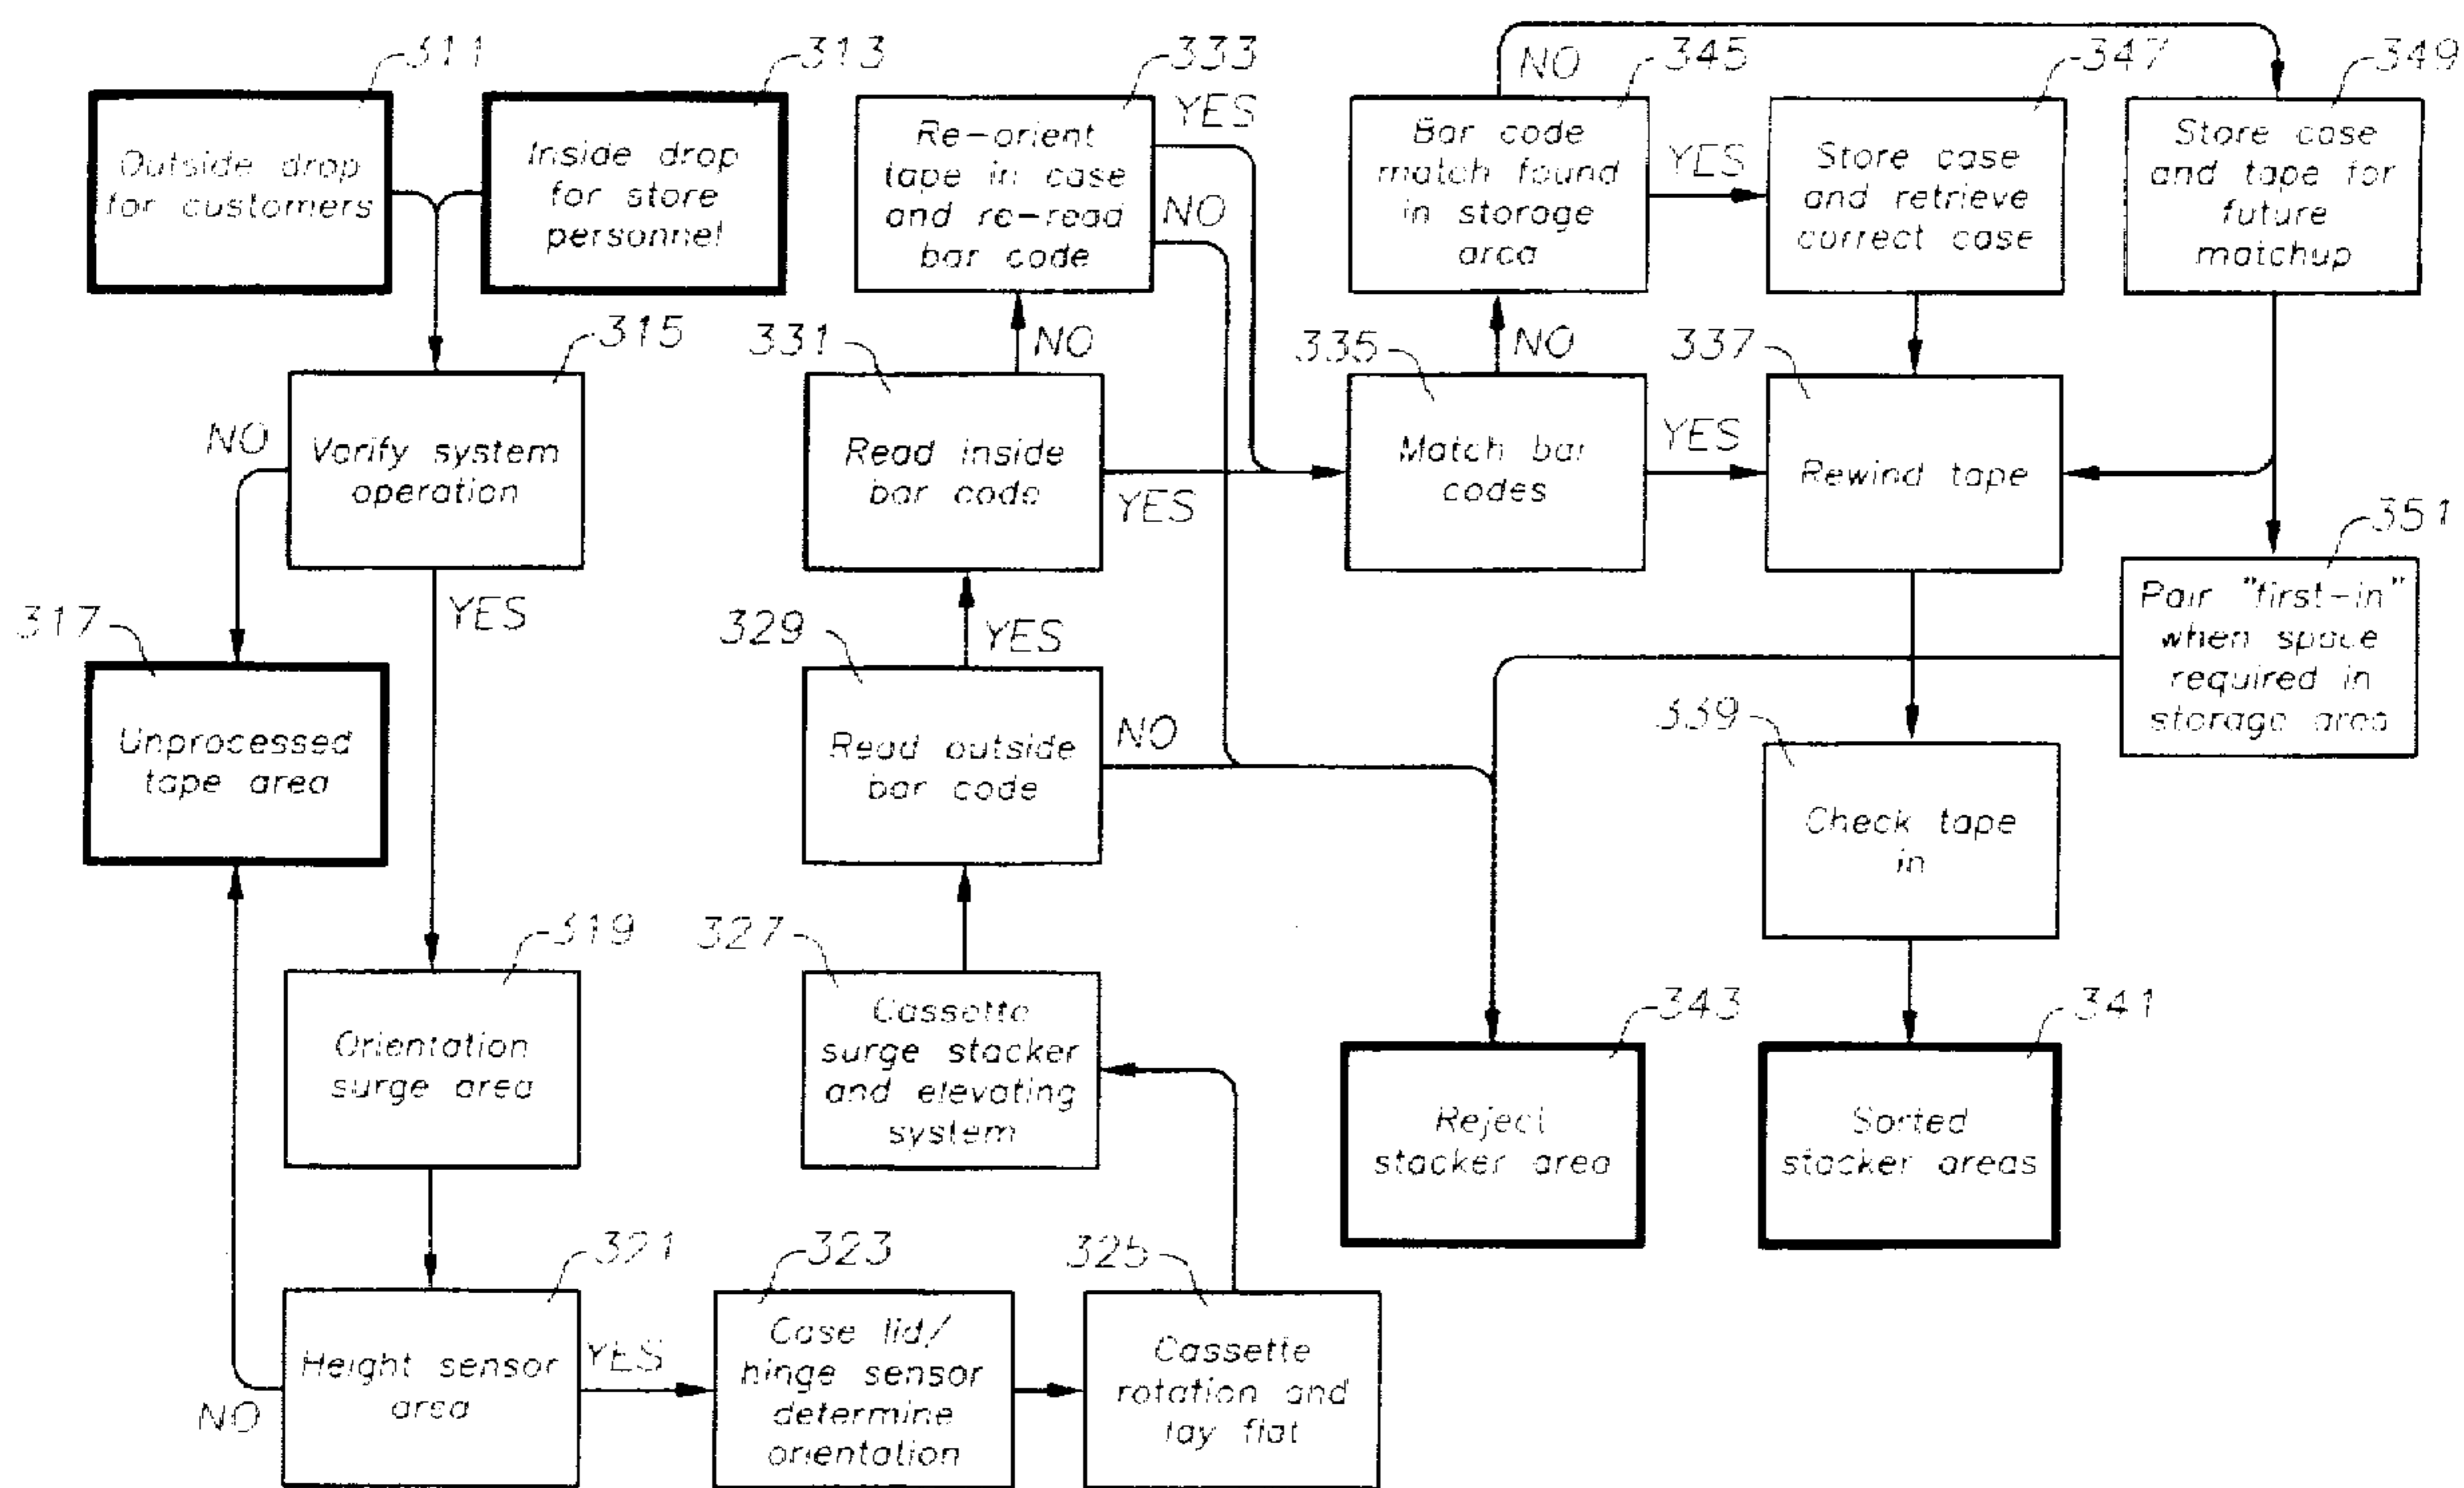 311
Outside drop
for customers
313
Inside drop
for store
personnel
315
Verify system
operation
NO
YES
317
Unprocessed
tape area
319
Orientation
surge area
321
Height sensor
area
NO
YES
323
Case lid/
hinge sensor
determine
orientation
325
Cassette
rotation and
lay flat
327
Cassette
surge stacker
and elevating
system
329
Read outside
bar code
YES
NO
331
Read inside
bar code
NO
YES
333
Re-orient
tape in case
and re-read
bar code
YES
NO
335
Match bar
codes
NO
YES
345
Bar code
match found
in storage
area
NO
YES
347
Store case
and retrieve
correct case
349
Store case
and tape for
future
matchup
337
Rewind tape
351
Pair "first-in"
when space
required in
storage area
339
Check tape
in
343
Reject
stacker area
341
Sorted
stacker areas